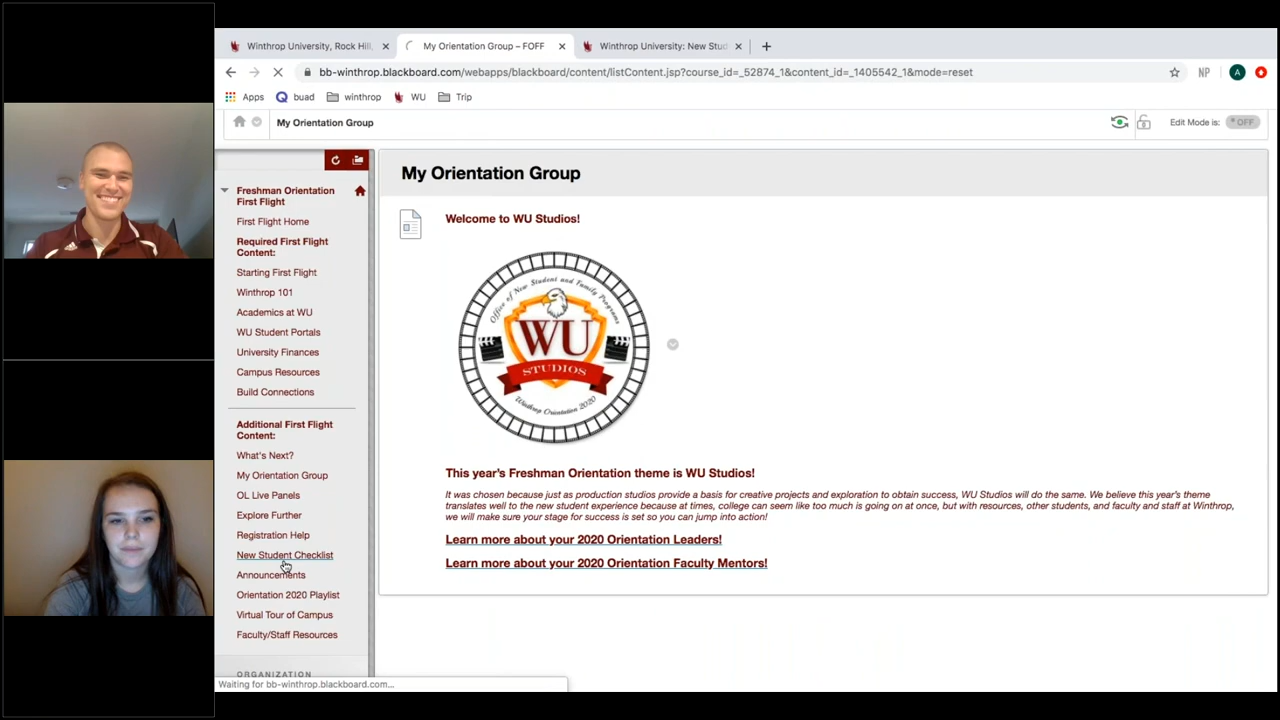 Winthrop University, Rock Hill,
My Orientation Group – FOFF
Winthrop University: New Stud
bb-winthrop.blackboard.com/webapps/blackboard/content/listContent.jsp?course_id=_52874_1&content_id=_1405542_1&mode=reset
NP
A
Apps
buad
winthrop
WU
Trip
My Orientation Group
Edit Mode is:
OFF
Freshman Orientation
First Flight
First Flight Home
Required First Flight
Content:
Starting First Flight
Winthrop 101
Academics at WU
WU Student Portals
University Finances
Campus Resources
Build Connections
Additional First Flight
Content:
What's Next?
My Orientation Group
OL Live Panels
Explore Further
Registration Help
New Student Checklist
Announcements
Orientation 2020 Playlist
Virtual Tour of Campus
Faculty/Staff Resources
ORGANIZATION
My Orientation Group
Welcome to WU Studios!
Office of New Student and Family Programs
WU
STUDIOS
Winthrop Orientation 2020
This year's Freshman Orientation theme is WU Studios!
It was chosen because just as production studios provide a basis for creative projects and exploration to obtain success, WU Studios will do the same. We believe this year's theme
translates well to the new student experience because at times, college can seem like too much is going on at once, but with resources, other students, and faculty and staff at Winthrop,
we will make sure your stage for success is set so you can jump into action!
Learn more about your 2020 Orientation Leaders!
Learn more about your 2020 Orientation Faculty Mentors!
Waiting for bb-winthrop.blackboard.com...